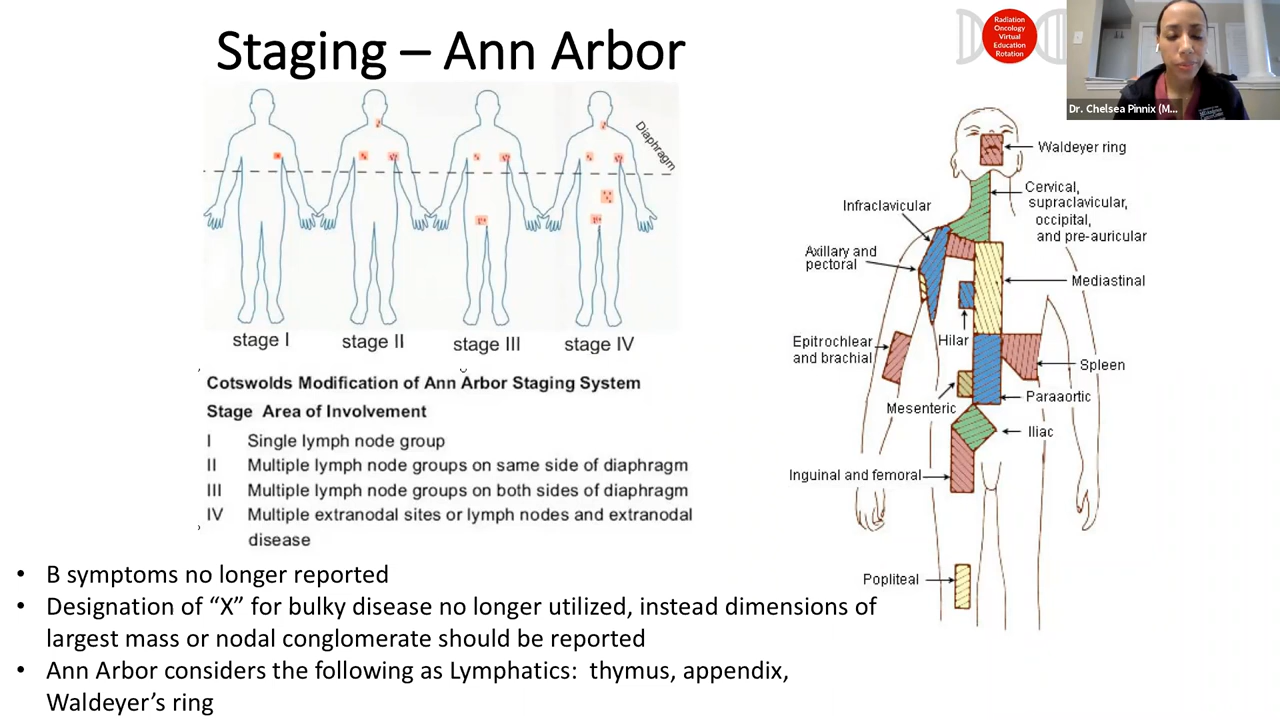 Staging – Ann Arbor
Radiation
Oncology
Virtual
Education
Rotation
Dr. Chelsea Pinnix (M...
Diaphragm
stage I
stage II
stage III
stage IV
Cotswolds Modification of Ann Arbor Staging System
Stage Area of Involvement
I Single lymph node group
II Multiple lymph node groups on same side of diaphragm
III Multiple lymph node groups on both sides of diaphragm
IV Multiple extranodal sites or lymph nodes and extranodal
disease
Waldeyer ring
Cervical,
supraclavicular,
occipital,
and pre-auricular
Infraclavicular
Axillary and
pectoral
Mediastinal
Hilar
Epitrochlear
and brachial
Spleen
Mesenteric
Paraaortic
Iliac
Inguinal and femoral
Popliteal
• B symptoms no longer reported
• Designation of “X” for bulky disease no longer utilized, instead dimensions of
largest mass or nodal conglomerate should be reported
• Ann Arbor considers the following as Lymphatics: thymus, appendix,
Waldeyer’s ring